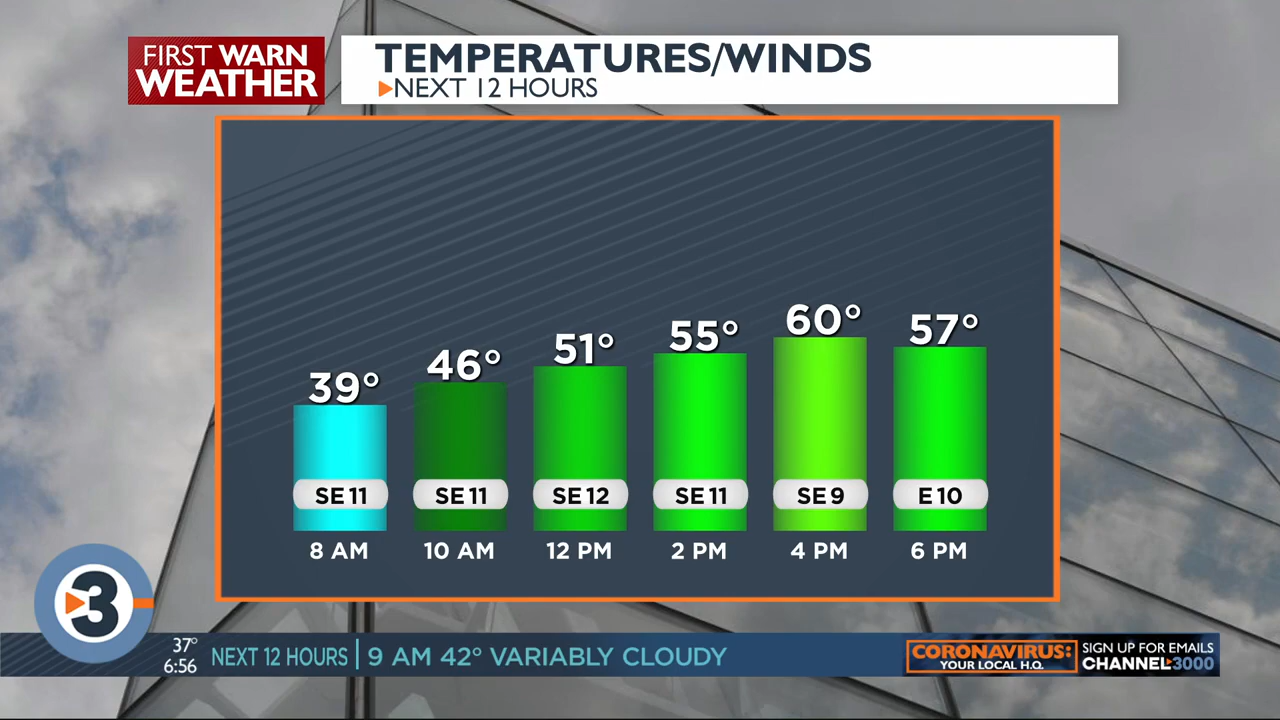 FIRST WARN
WEATHER
TEMPERATURES/WINDS
NEXT 12 HOURS
39° 46° 51° 55° 60° 57°
SE 11 SE 11 SE 12 SE 11 SE 9 E 10
8 AM 10 AM 12 PM 2 PM 4 PM 6 PM
3
37°
6:56
NEXT 12 HOURS | 9 AM 42° VARIABLY CLOUDY
CORONAVIRUS:
YOUR LOCAL H.Q.
SIGN UP FOR EMAILS
CHANNEL3000